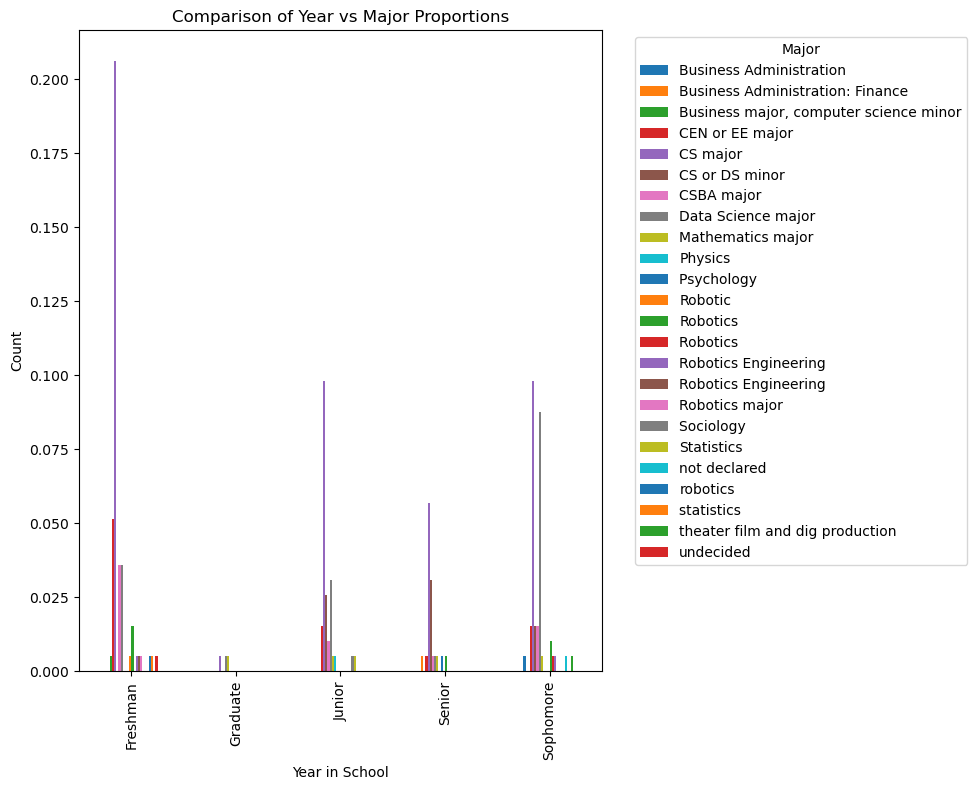 Comparison of Year vs Major Proportions
0.200
0.175
0.150
0.125
0.100
0.075
0.050
0.025
0.000
Count
Freshman
Graduate
Junior
Senior
Sophomore
Year in School
Major
Business Administration
Business Administration: Finance
Business major, computer science minor
CEN or EE major
CS major
CS or DS minor
CSBA major
Data Science major
Mathematics major
Physics
Psychology
Robotic
Robotics
Robotics
Robotics Engineering
Robotics Engineering
Robotics major
Sociology
Statistics
not declared
robotics
statistics
theater film and dig production
undecided